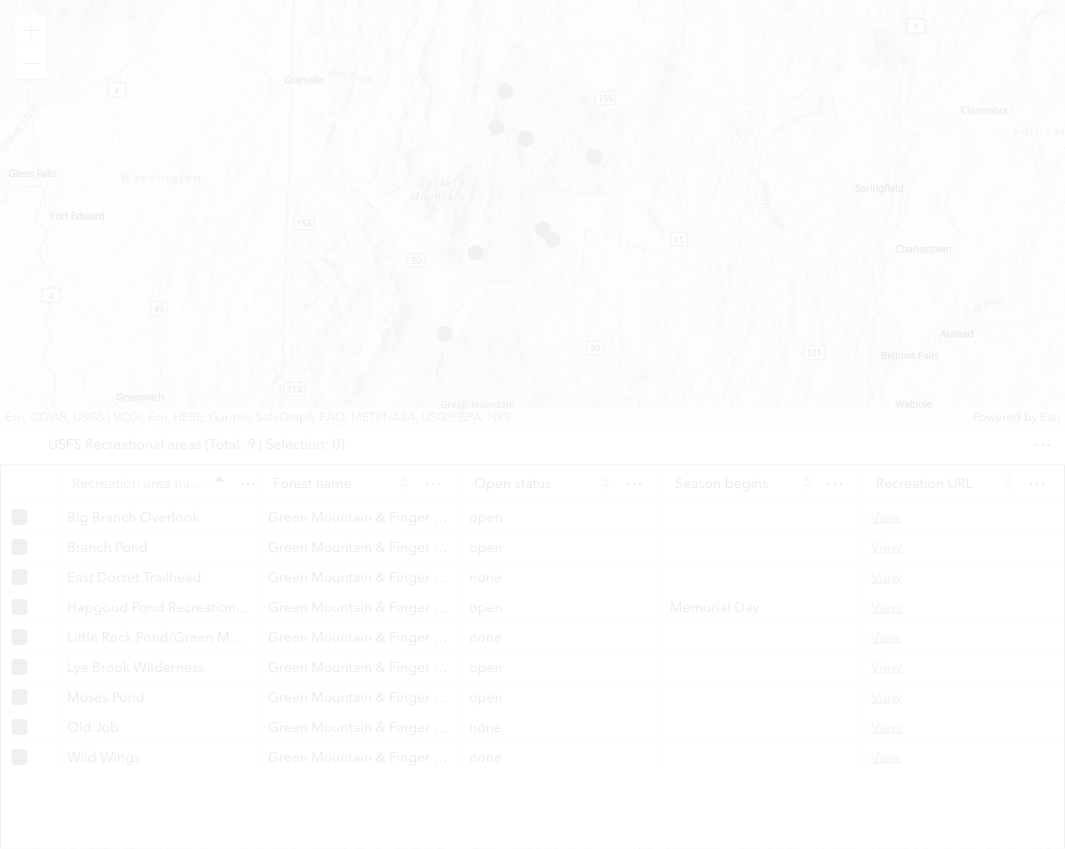 +
5
4
Granville
155
Claremont
Glens Falls
Washington
Dorset
Mountain
Springfield
Fort Edward
153
11
Charlestown
30
4
49
Alstead
30
121
Bellows Falls
313
Greenwich
Green Mountain
Walpole
Esri, CGIAR, USGS | VCGI, Esri, HERE, Garmin, SafeGraph, FAO, METI/NASA, USGS, EPA, NPS
Powered by Esri
USFS Recreational areas (Total: 9 | Selection: 0)
Recreation area na... Forest name Open status Season begins Recreation URL
Big Branch Overlook Green Mountain & Finger ... open View
Branch Pond Green Mountain & Finger ... open View
East Dorset Trailhead Green Mountain & Finger ... none View
Hapgood Pond Recreation... Green Mountain & Finger ... open Memorial Day View
Little Rock Pond/Green M... Green Mountain & Finger ... none View
Lye Brook Wilderness Green Mountain & Finger ... open View
Moses Pond Green Mountain & Finger ... open View
Old Job Green Mountain & Finger ... none View
Wild Wings Green Mountain & Finger ... none View